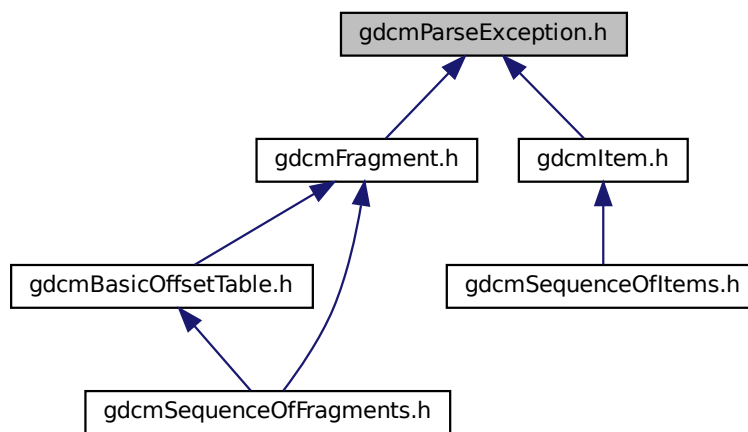 gdcmParseException.h
gdcmFragment.h
gdcmItem.h
gdcmBasicOffsetTable.h
gdcmSequenceOfItems.h
gdcmSequenceOfFragments.h